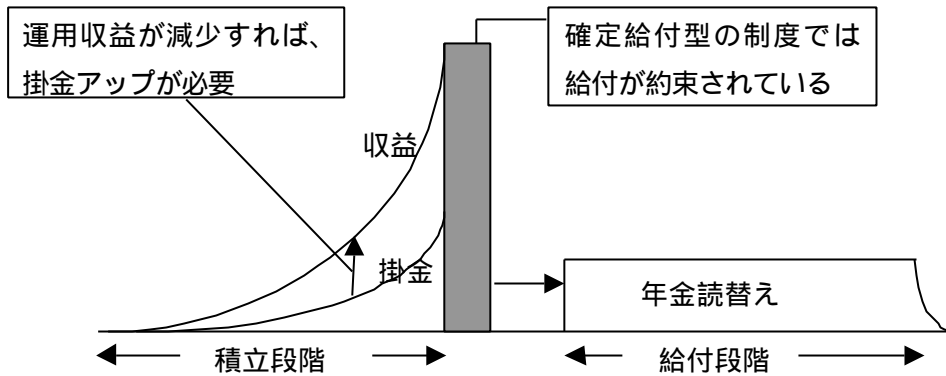 運用収益が減少すれば、
掛金アップが必要
確定給付型の制度では
給付が約束されている
収益
掛金
年金読替え
積立段階
給付段階